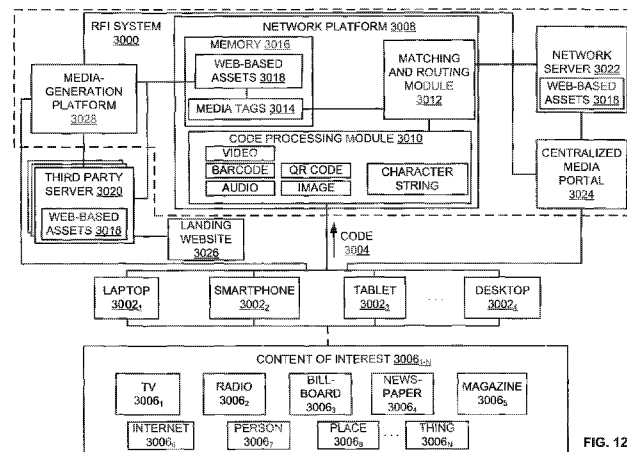 RFI SYSTEM
3000
NETWORK PLATFORM 3008
MEMORY 3016
WEB-BASED
ASSETS 3018
MEDIA TAGS 3014
MATCHING
AND ROUTING
MODULE
3012
NETWORK
SERVER 3022
WEB-BASED
ASSETS 3018
MEDIA-
GENERATION
PLATFORM
3028
CODE PROCESSING MODULE 3010
VIDEO
BARCODE
QR CODE
AUDIO
IMAGE
CHARACTER
STRING
CENTRALIZED
MEDIA
PORTAL
3024
THIRD PARTY
SERVER 3020
WEB-BASED
ASSETS 3018
LANDING
WEBSITE
3026
CODE
3004
LAPTOP
3002₁
SMARTPHONE
3002₂
TABLET
3002₃
. . . .
DESKTOP
3002₄
CONTENT OF INTEREST 3006₁₋N
TV
3006₁
RADIO
3006₂
BILL-
BOARD
3006₃
NEWS-
PAPER
3006₄
MAGAZINE
3006₅
INTERNET
3006₆
PERSON
3006₇
PLACE
3006₈
. . .
THING
3006N
FIG. 12